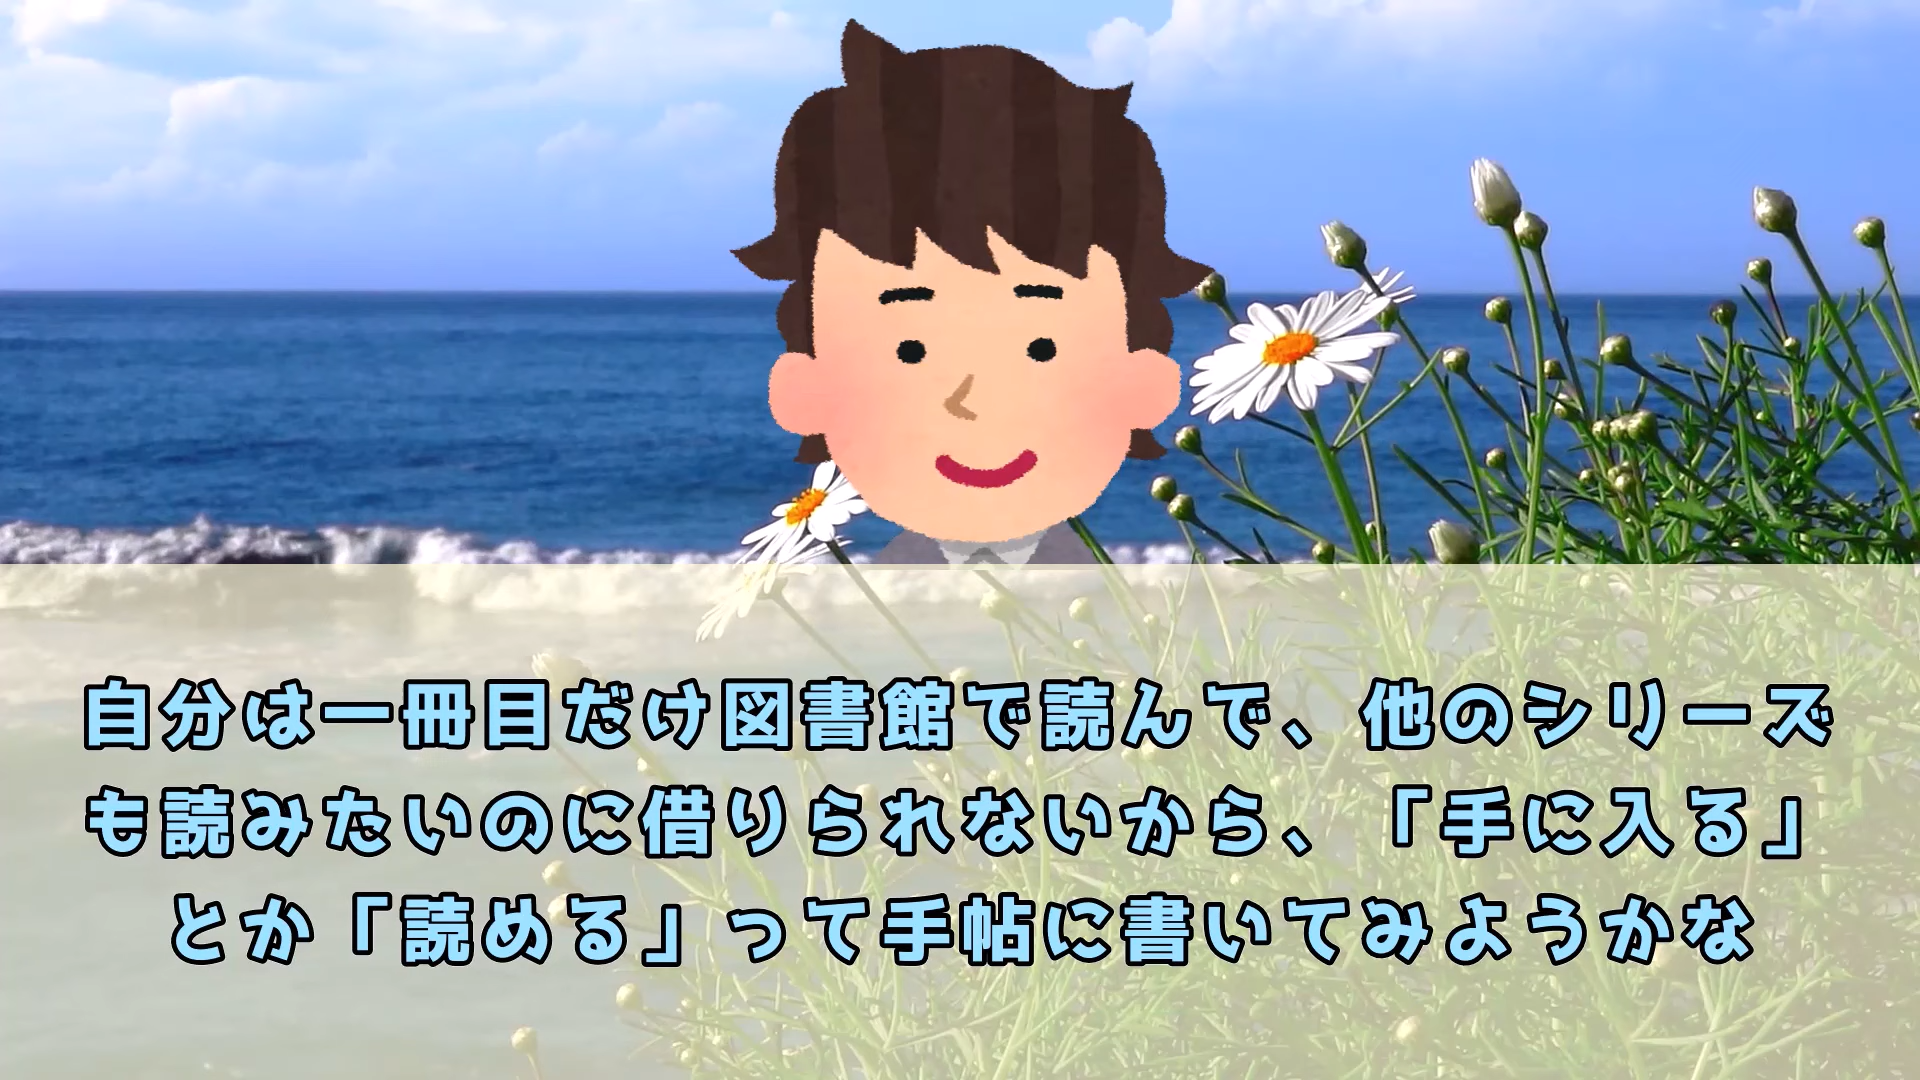 自分は一冊目だけ図書館で読んで、他のシリーズ
も読みたいのに借りられないから、「手に入る」
とか「読める」って手帖に書いてみようかな